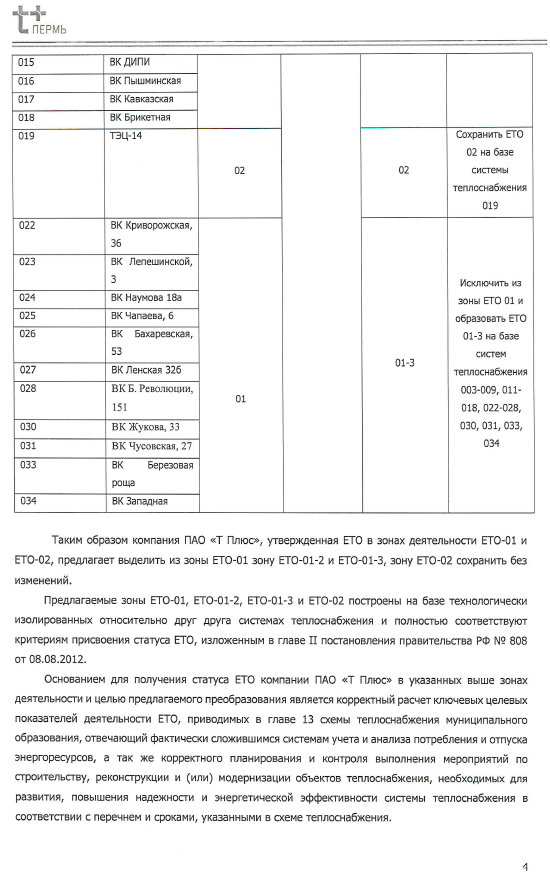 t+ ПЕРМЬ
015 ВК ДИПИ
016 ВК Пышминская
017 ВК Кавказская
018 ВК Брикетная
019 ТЭЦ-14 02 02 Сохранить ЕТО
02 на базе
системы
теплоснабжения
019
022 ВК Криворожская,
36
023 ВК Лепешинской,
3
024 ВК Наумова 18а
025 ВК Чапаева, 6
026 ВК Бахаревская,
53
027 ВК Ленская 32б
028 ВК Б. Революции,
151
030 ВК Жукова, 33
031 ВК Чусовская, 27
033 ВК Березовая
роща
034 ВК Западная
01
01-3
Исключить из
зоны ЕТО 01 и
образовать ЕТО
01-3 на базе
систем
теплоснабжения
003-009, 011-
018, 022-028,
030, 031, 033,
034
Таким образом компания ПАО «Т Плюс», утвержденная ЕТО в зонах деятельности ЕТО-01 и
ЕТО-02, предлагает выделить из зоны ЕТО-01 зону ЕТО-01-2 и ЕТО-01-3, зону ЕТО-02 сохранить без
изменений.
Предлагаемые зоны ЕТО-01, ЕТО-01-2, ЕТО-01-3 и ЕТО-02 построены на базе технологически
изолированных относительно друг друга системах теплоснабжения и полностью соответствуют
критериям присвоения статуса ЕТО, изложенным в главе II постановления правительства РФ № 808
от 08.08.2012.
Основанием для получения статуса ЕТО компании ПАО «Т Плюс» в указанных выше зонах
деятельности и целью предлагаемого преобразования является корректный расчет ключевых целевых
показателей деятельности ЕТО, приводимых в главе 13 схемы теплоснабжения муниципального
образования, отвечающий фактически сложившимся системам учета и анализа потребления и отпуска
энергоресурсов, а так же корректного планирования и контроля выполнения мероприятий по
строительству, реконструкции и (или) модернизации объектов теплоснабжения, необходимых для
развития, повышения надежности и энергетической эффективности системы теплоснабжения в
соответствии с перечнем и сроками, указанными в схеме теплоснабжения.
4